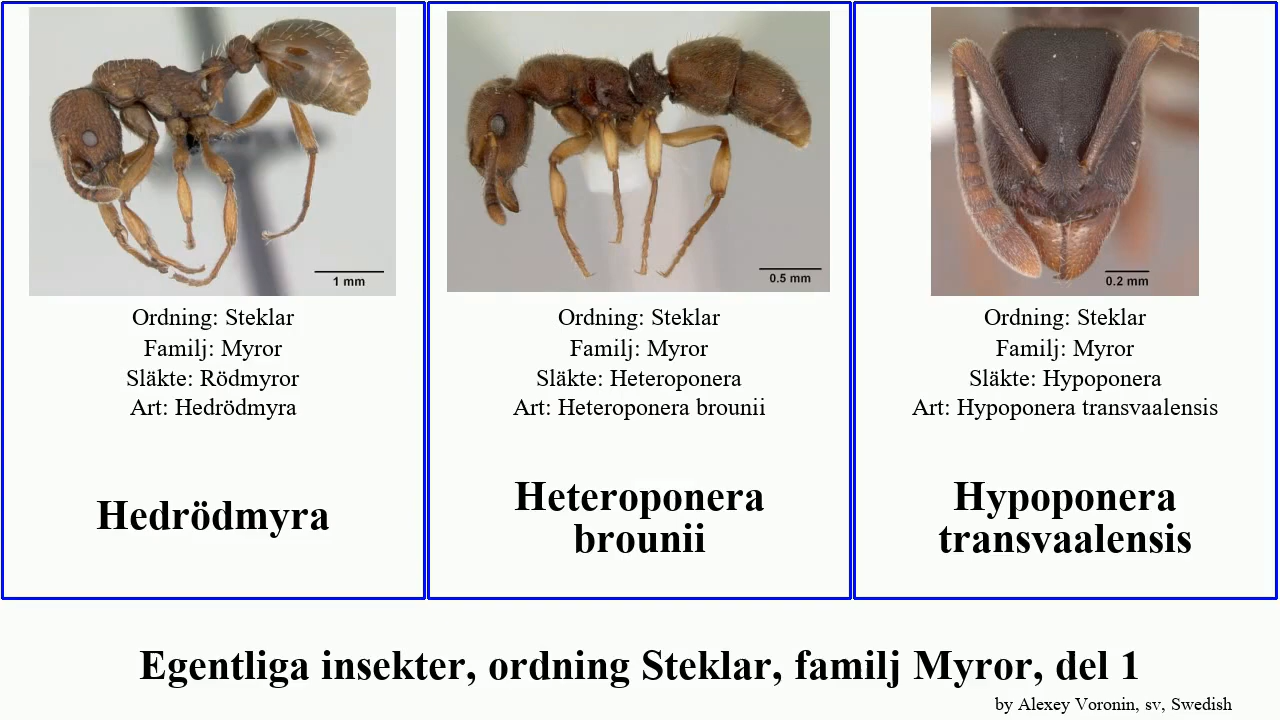 1 mm
Ordning: Steklar
Familj: Myror
Släkte: Rödmyror
Art: Hedrödmyra
Hedrödmyra
0.5 mm
Ordning: Steklar
Familj: Myror
Släkte: Heteroponera
Art: Heteroponera brounii
Heteroponera
brounii
0.2 mm
Ordning: Steklar
Familj: Myror
Släkte: Hypoponera
Art: Hypoponera transvaalensis
Hypoponera
transvaalensis
Egentliga insekter, ordning Steklar, familj Myror, del 1
by Alexey Voronin, sv, Swedish